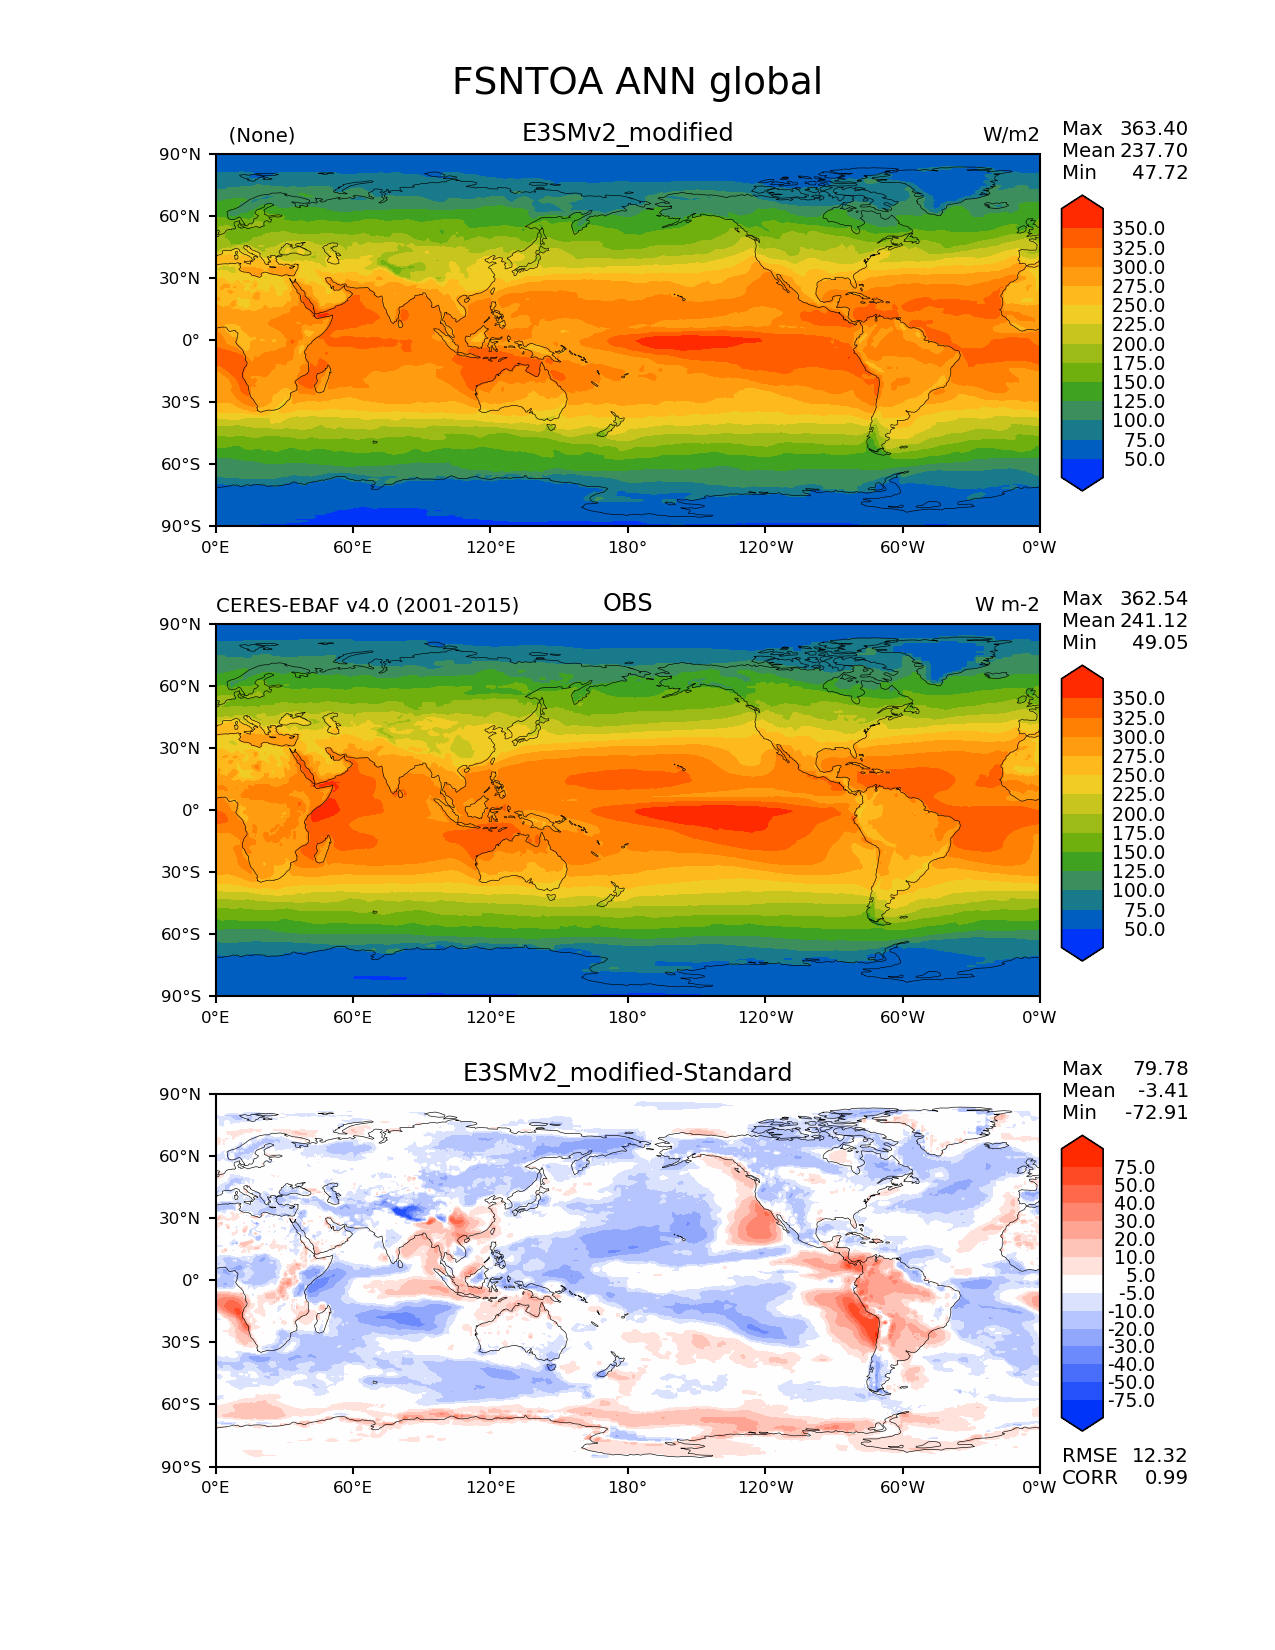 FSNTOA ANN global
(None) E3SMv2_modified W/m2
Max 363.40
Mean 237.70
Min 47.72
90°N
60°N
30°N
0°
30°S
60°S
90°S
0°E 60°E 120°E 180° 120°W 60°W 0°W
350.0
325.0
300.0
275.0
250.0
225.0
200.0
175.0
150.0
125.0
100.0
75.0
50.0
CERES-EBAF v4.0 (2001-2015) OBS W m-2
Max 362.54
Mean 241.12
Min 49.05
90°N
60°N
30°N
0°
30°S
60°S
90°S
0°E 60°E 120°E 180° 120°W 60°W 0°W
350.0
325.0
300.0
275.0
250.0
225.0
200.0
175.0
150.0
125.0
100.0
75.0
50.0
E3SMv2_modified-Standard
Max 79.78
Mean -3.41
Min -72.91
90°N
60°N
30°N
0°
30°S
60°S
90°S
0°E 60°E 120°E 180° 120°W 60°W 0°W
75.0
50.0
40.0
30.0
20.0
10.0
5.0
-5.0
-10.0
-20.0
-30.0
-40.0
-50.0
-75.0
RMSE 12.32
CORR 0.99